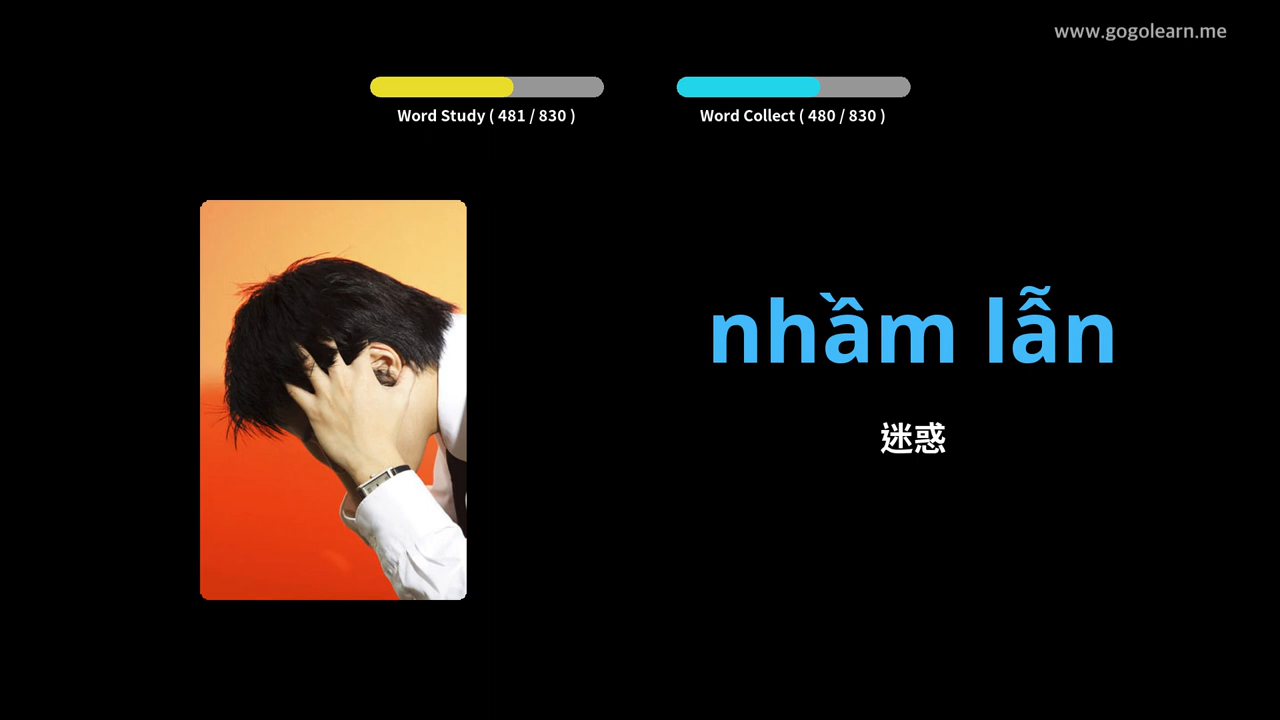 www.gogolearn.me
Word Study ( 481 / 830 )
Word Collect ( 480 / 830 )
nhầm lẫn
迷惑